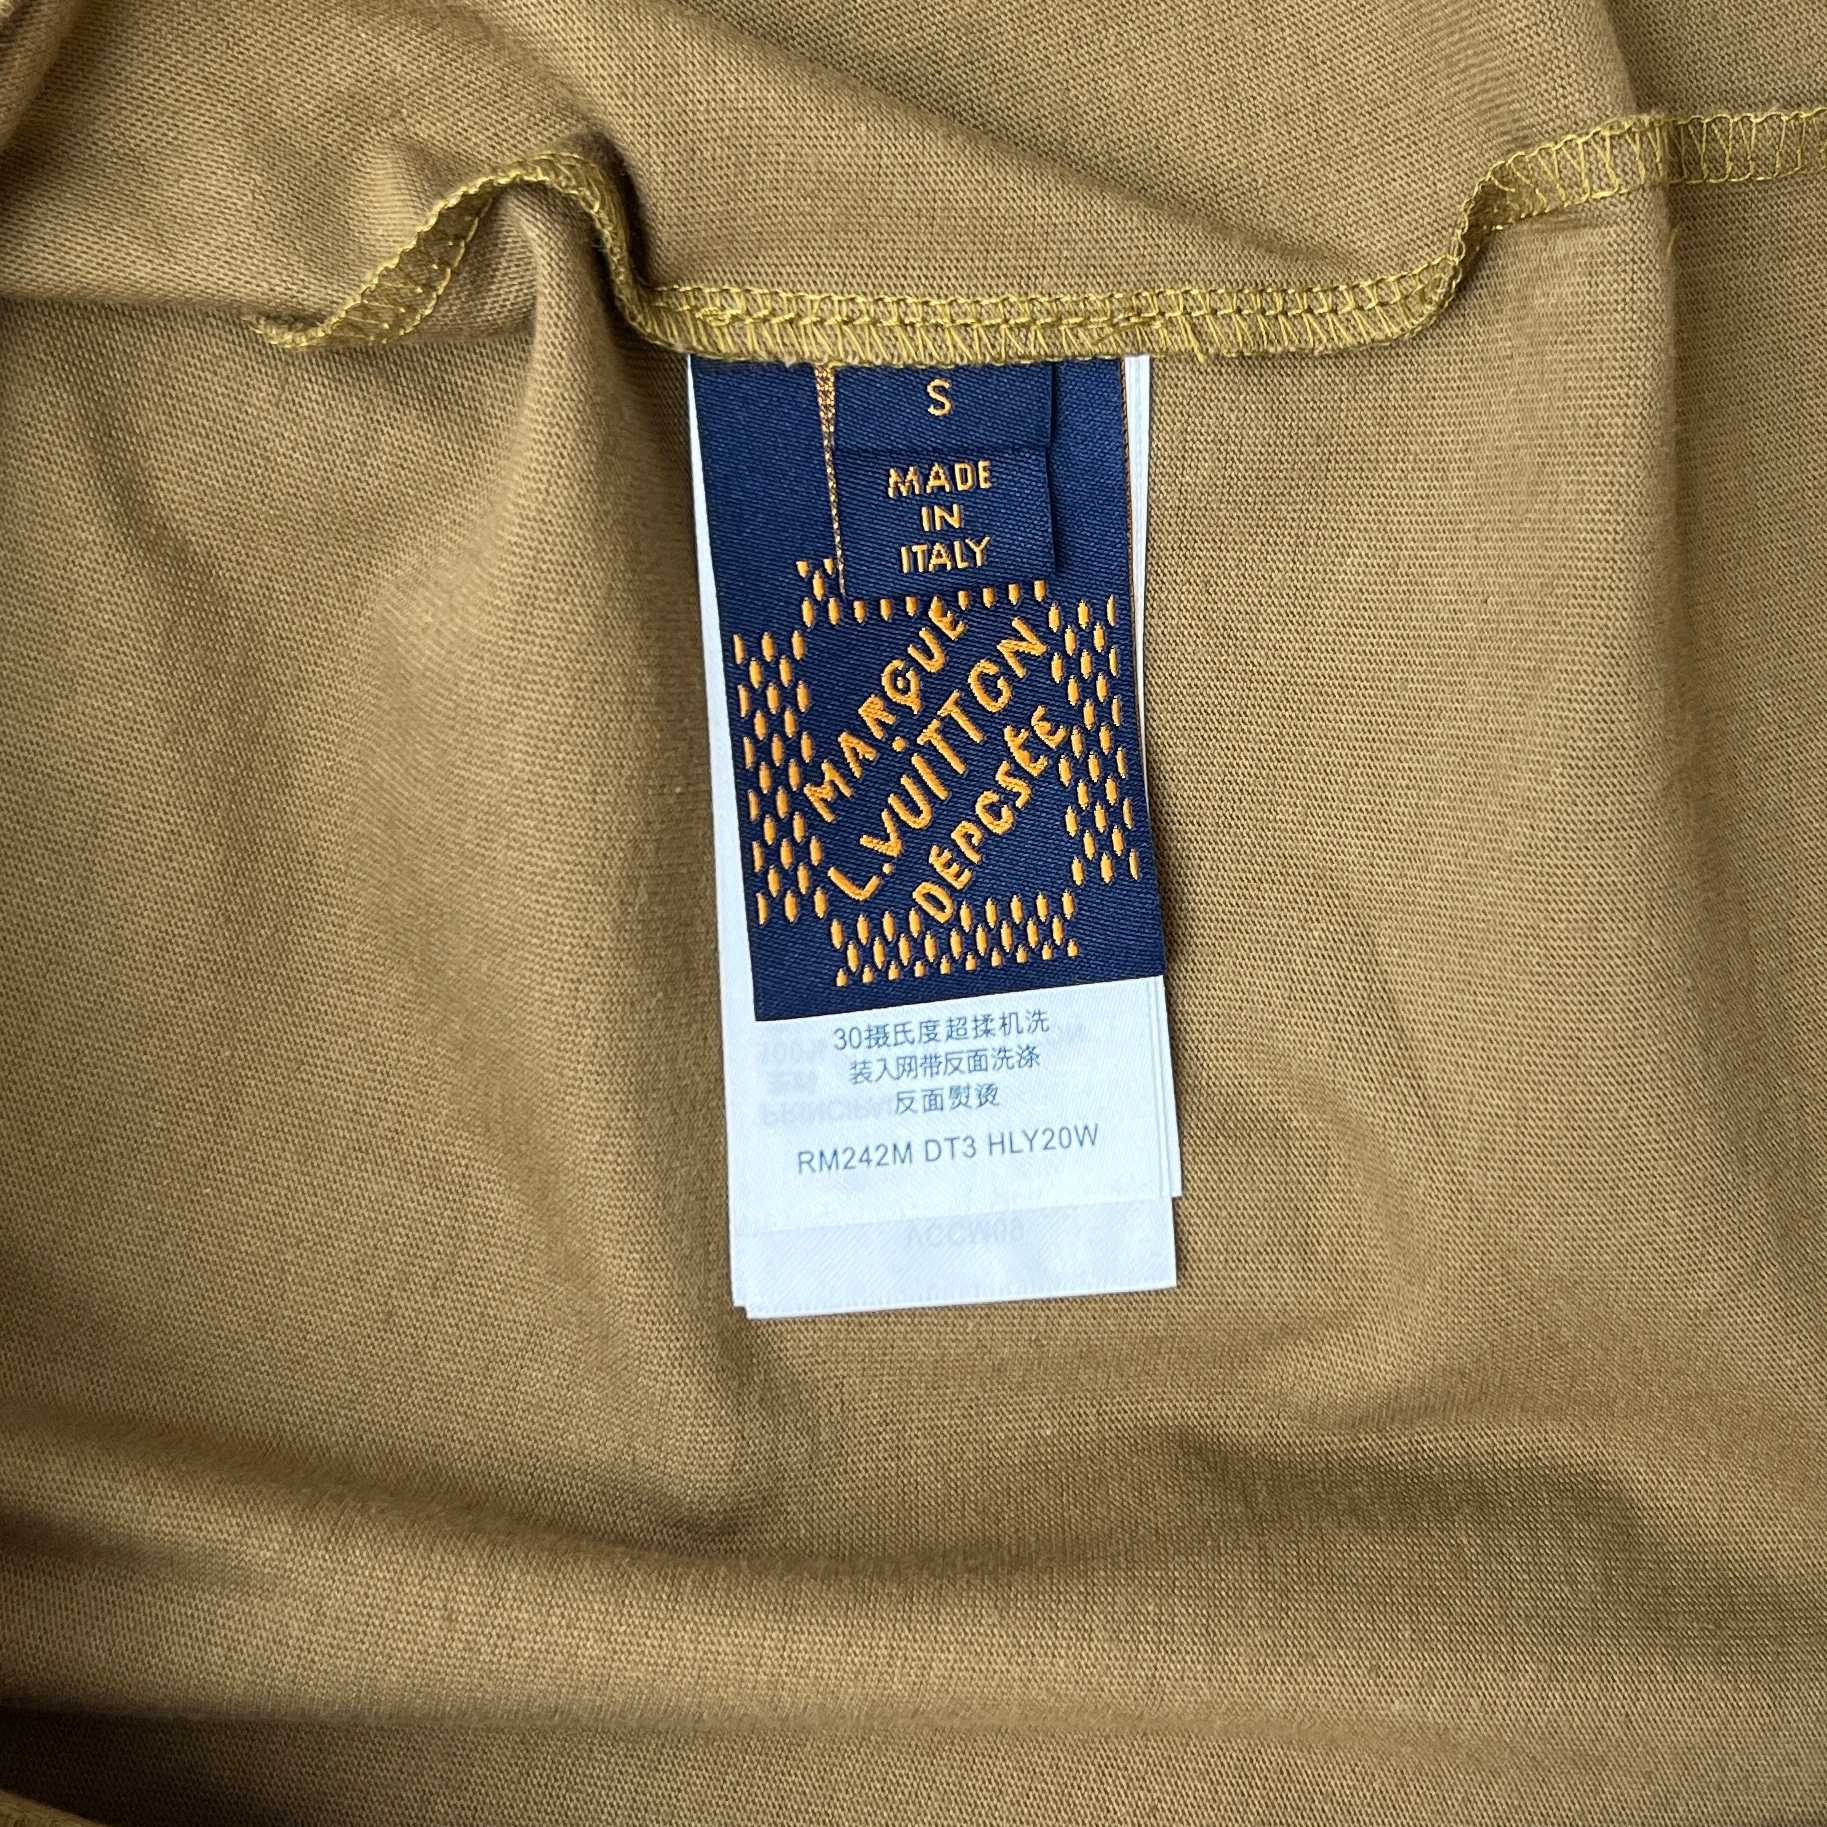 S
MADE
IN
ITALY
MARQUE
L.VUITTON
DÉPOSÉE
30摄氏度超揉机洗
装入网带反面洗涤
反面熨烫
RM242M DT3 HLY20W